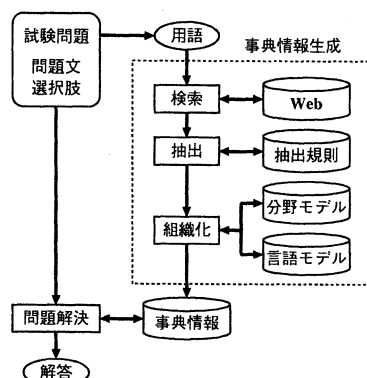 試験問題
問題文
選択肢
用語
事典情報生成
検索
Web
抽出
抽出規則
分野モデル
組織化
言語モデル
問題解決
事典情報
解答